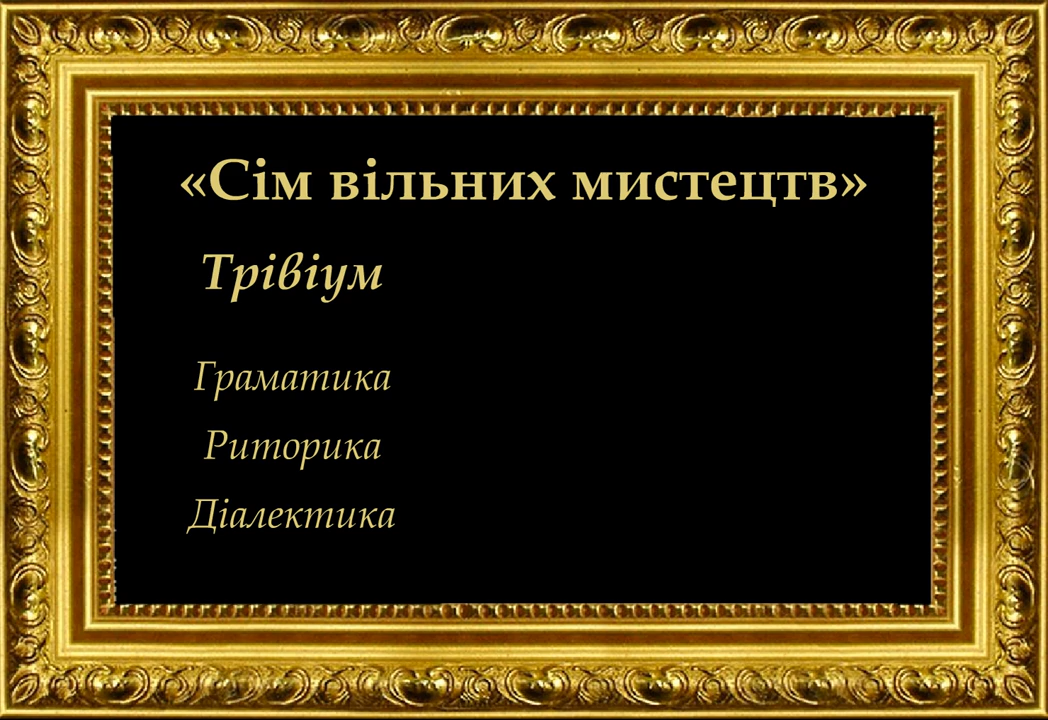 «Сім вільних мистецтв»
Трівіум
Граматика
Риторика
Діалектика